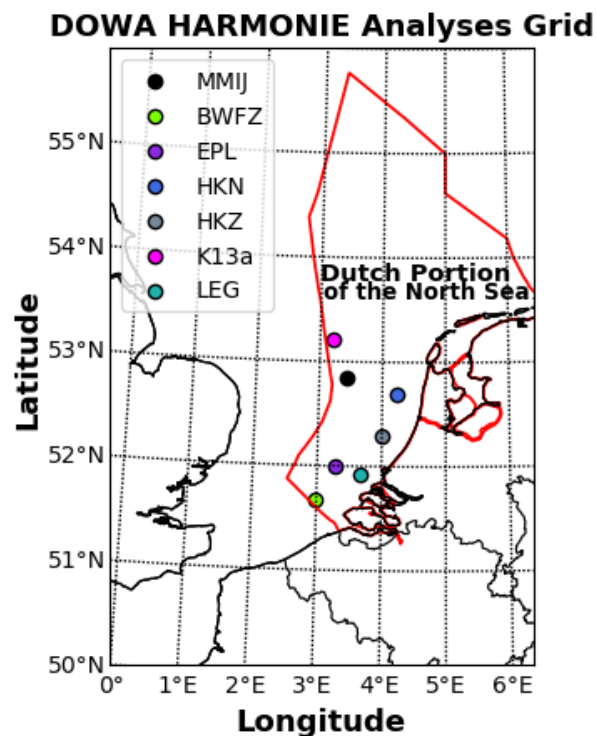 DOWA HARMONIE Analyses Grid
MMIJ
BWFZ
EPL
HKN
HKZ
K13a
LEG
Dutch Portion
of the North Sea
55°N
54°N
53°N
52°N
51°N
50°N
Latitude
0° 1°E 2°E 3°E 4°E 5°E 6°E
Longitude